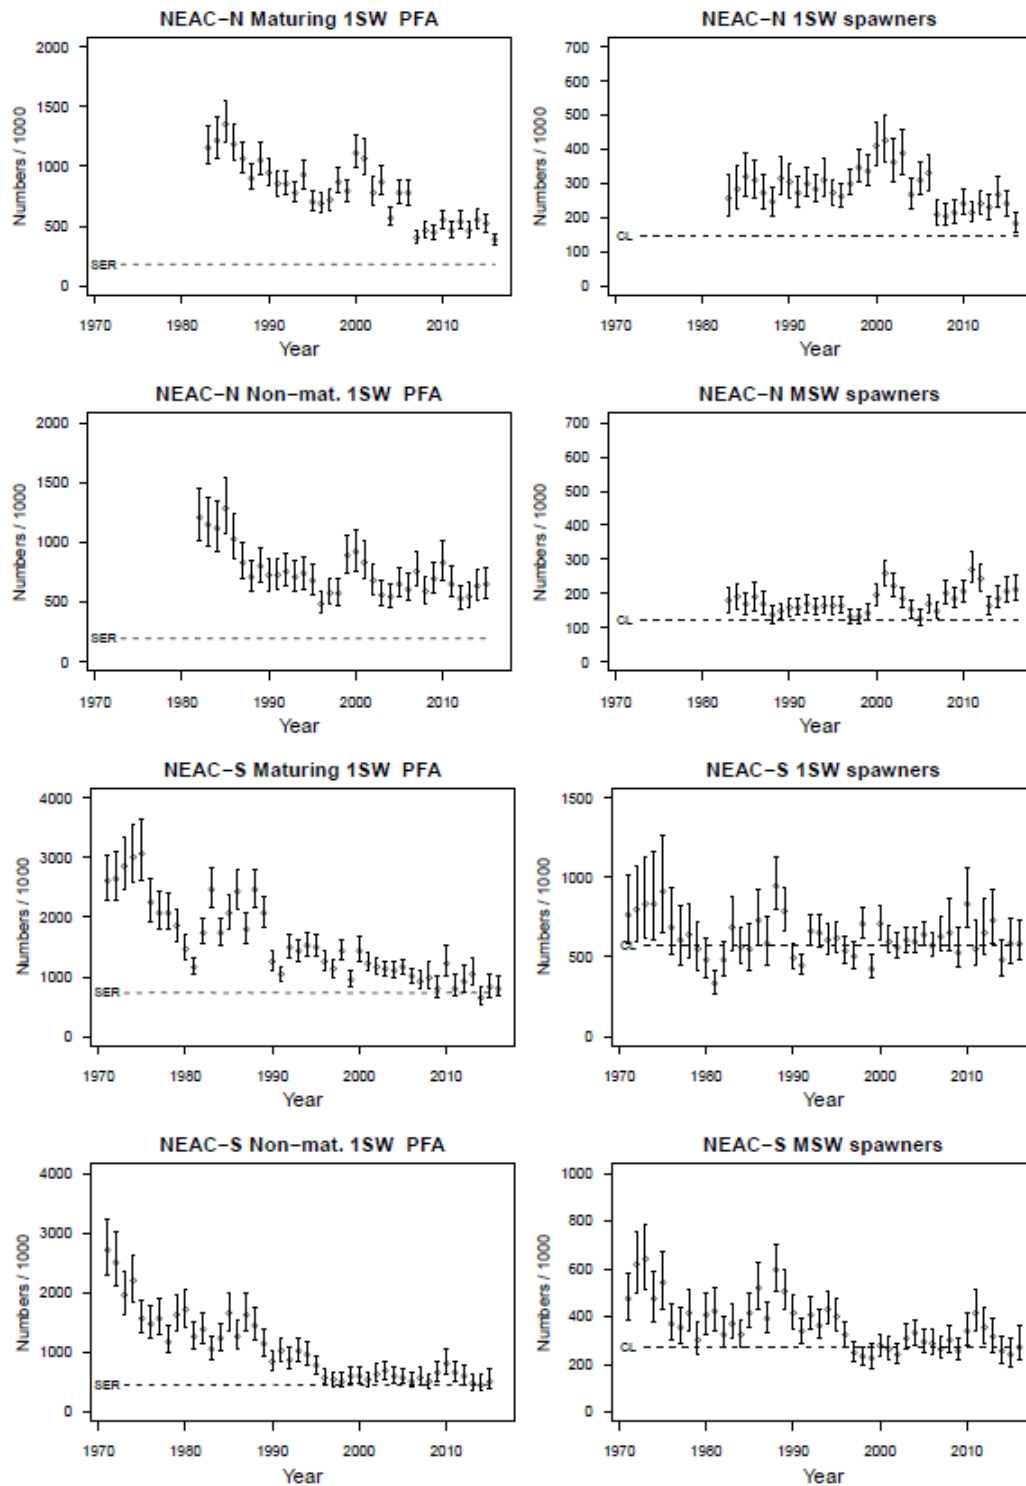 NEAC−N Maturing 1SW PFA
Numbers / 1000
2000
1500
1000
500
0
SER
1970 1980 1990 2000 2010
Year
NEAC−N 1SW spawners
Numbers / 1000
700
600
500
400
300
200
100
0
CL
1970 1980 1990 2000 2010
Year
NEAC−N Non−mat. 1SW PFA
Numbers / 1000
2000
1500
1000
500
0
SER
1970 1980 1990 2000 2010
Year
NEAC−N MSW spawners
Numbers / 1000
700
600
500
400
300
200
100
0
CL
1970 1980 1990 2000 2010
Year
NEAC−S Maturing 1SW PFA
Numbers / 1000
4000
3000
2000
1000
0
SER
1970 1980 1990 2000 2010
Year
NEAC−S 1SW spawners
Numbers / 1000
1500
1000
500
0
CL
1970 1980 1990 2000 2010
Year
NEAC−S Non−mat. 1SW PFA
Numbers / 1000
4000
3000
2000
1000
0
SER
1970 1980 1990 2000 2010
Year
NEAC−S MSW spawners
Numbers / 1000
1000
800
600
400
200
0
CL
1970 1980 1990 2000 2010
Year